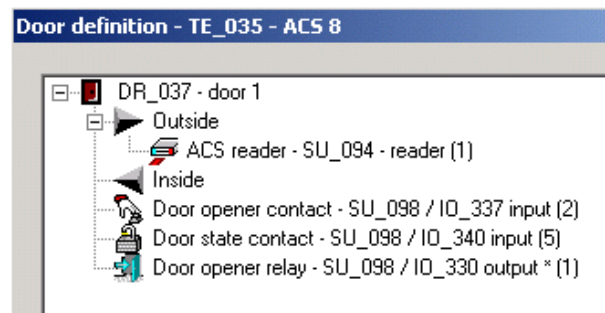 Door definition - TE_035 - ACS 8
DR_037 - door 1
Outside
ACS reader - SU_094 - reader (1)
Inside
Door opener contact - SU_098 / IO_337 input (2)
Door state contact - SU_098 / IO_340 input (5)
Door opener relay - SU_098 / IO_330 output * (1)